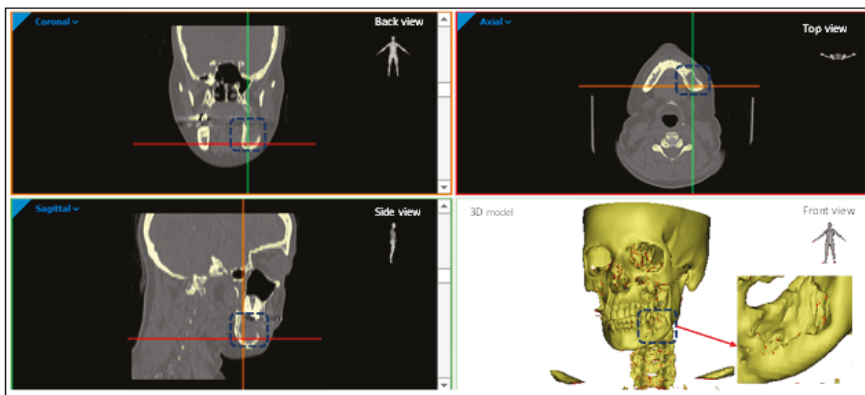 Coronal
Back view
Axial
Top view
Sagittal
Side view
3D model
Front view